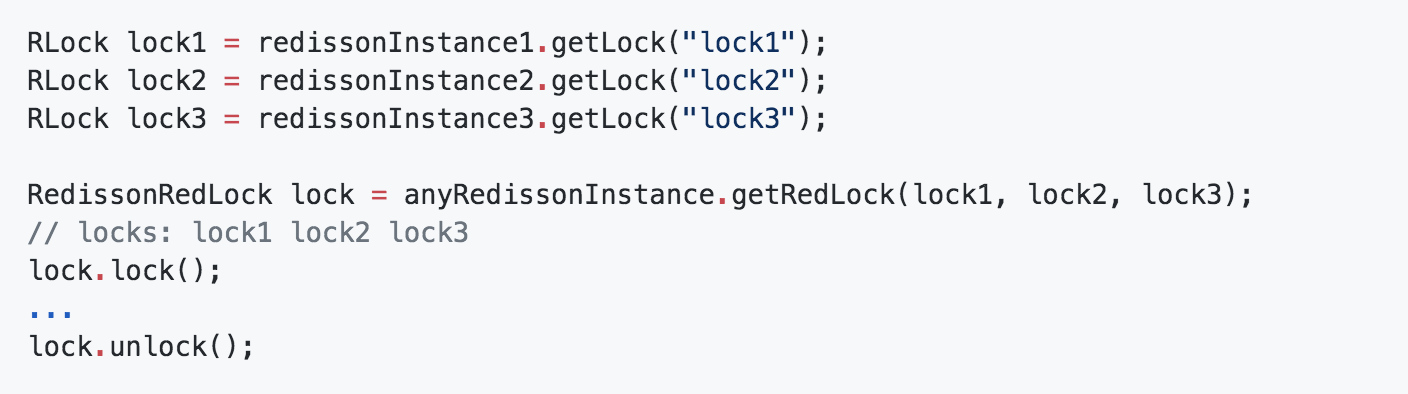 RLock lock1 = redissonInstance1.getLock("lock1");
RLock lock2 = redissonInstance2.getLock("lock2");
RLock lock3 = redissonInstance3.getLock("lock3");
RedissonRedLock lock = anyRedissonInstance.getRedLock(lock1, lock2, lock3);
// locks: lock1 lock2 lock3
lock.lock();
...
lock.unlock();